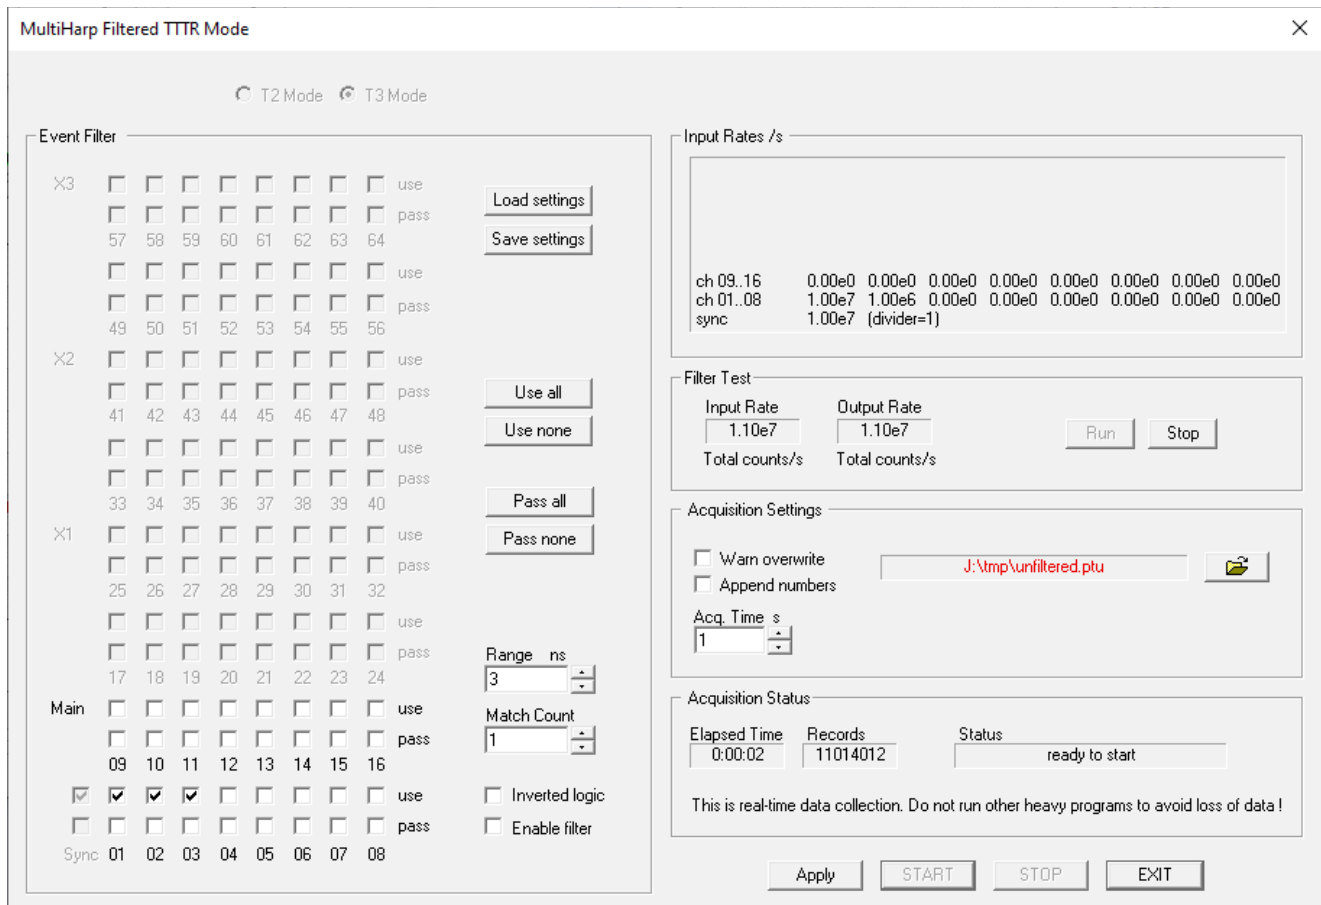 MultiHarp Filtered TTTR Mode
T2 Mode T3 Mode
Event Filter
X3 use
pass
57 58 59 60 61 62 63 64
use
pass
49 50 51 52 53 54 55 56
X2 use
pass
41 42 43 44 45 46 47 48
use
pass
33 34 35 36 37 38 39 40
X1 use
pass
25 26 27 28 29 30 31 32
use
pass
17 18 19 20 21 22 23 24
Main use
pass
09 10 11 12 13 14 15 16
use
pass
Sync 01 02 03 04 05 06 07 08
Load settings
Save settings
Use all
Use none
Pass all
Pass none
Range ns
3
Match Count
1
Inverted logic
Enable filter
Input Rates /s
ch 09..16 0.00e0 0.00e0 0.00e0 0.00e0 0.00e0 0.00e0 0.00e0 0.00e0
ch 01..08 1.00e7 1.00e6 0.00e0 0.00e0 0.00e0 0.00e0 0.00e0 0.00e0
sync 1.00e7 (divider=1)
Filter Test
Input Rate Output Rate
1.10e7 1.10e7 Run Stop
Total counts/s Total counts/s
Acquisition Settings
Warn overwrite J:\tmp\unfiltered.ptu
Append numbers
Acq. Time s
1
Acquisition Status
Elapsed Time Records Status
0:00:02 11014012 ready to start
This is real-time data collection. Do not run other heavy programs to avoid loss of data !
Apply START STOP EXIT